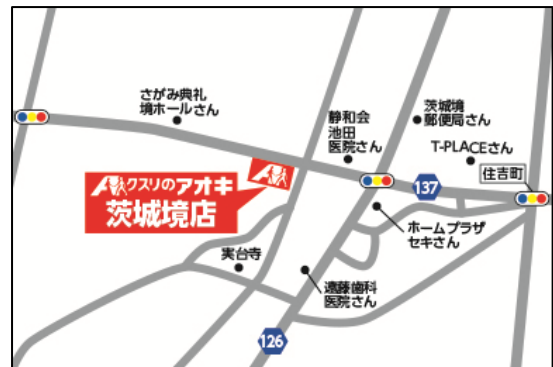 さがみ典礼
境ホールさん
静和会
池田
医院さん
茨城境
郵便局さん
T-PLACEさん
住吉町
137
クスリのアオキ
茨城境店
ホームプラザ
セキさん
実台寺
遠藤歯科
医院さん
126